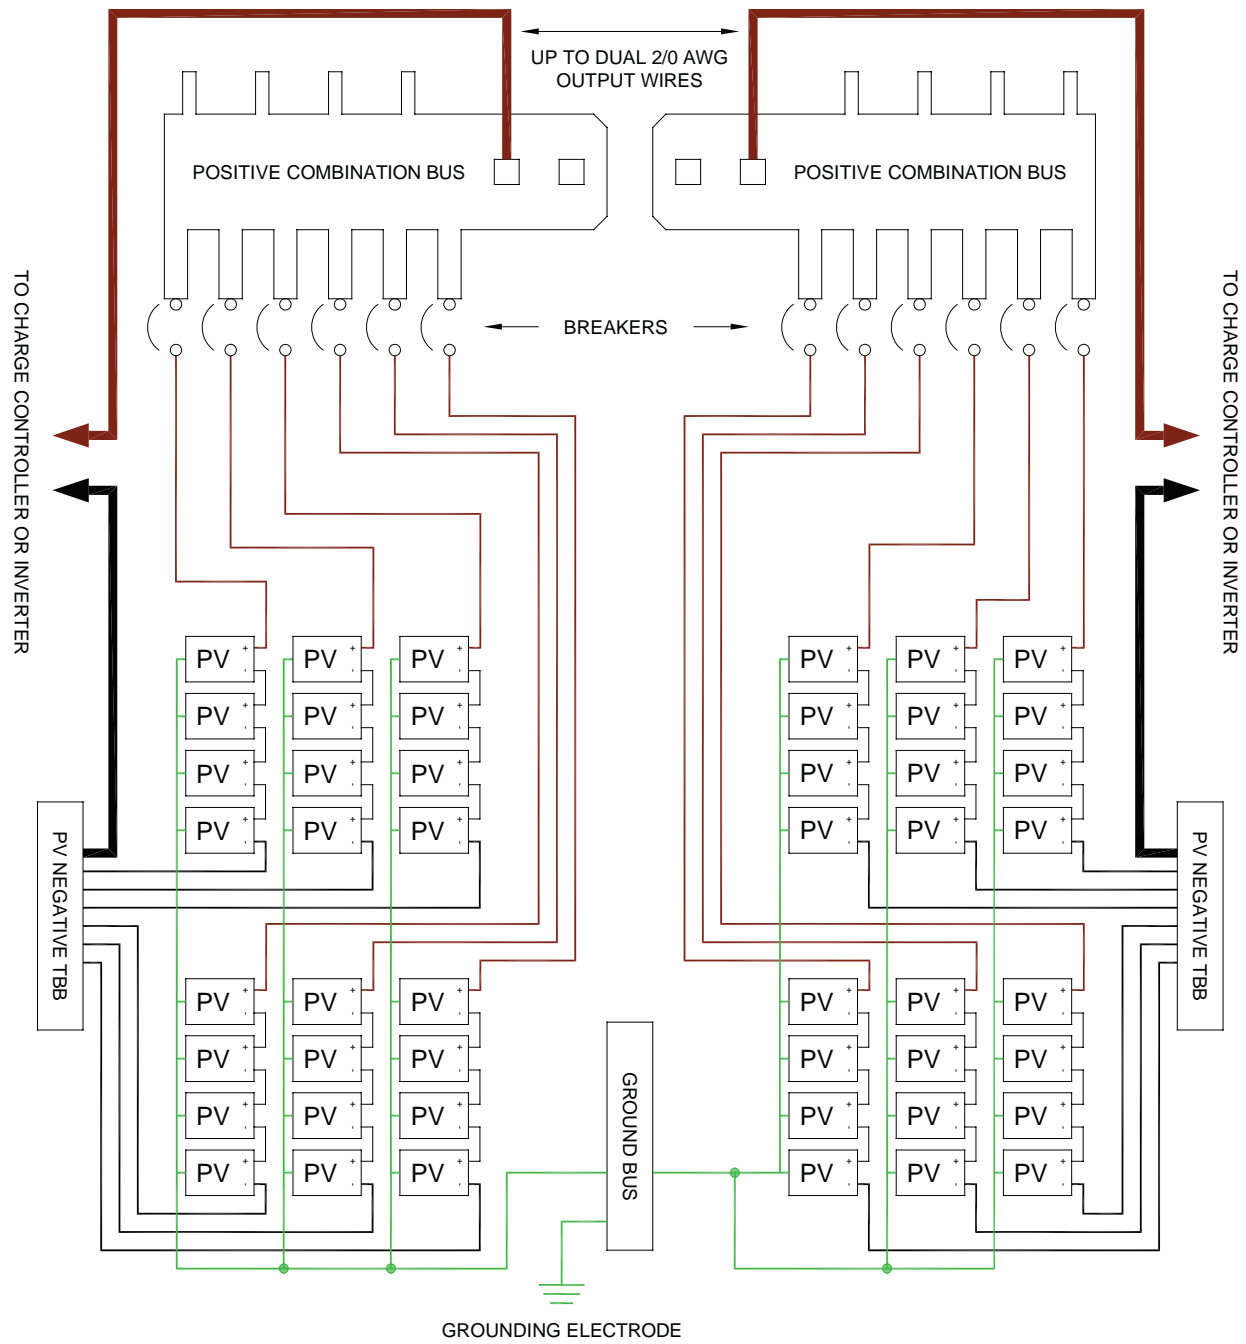 UP TO DUAL 2/0 AWG
OUTPUT WIRES
POSITIVE COMBINATION BUS
POSITIVE COMBINATION BUS
BREAKERS
TO CHARGE CONTROLLER OR INVERTER
TO CHARGE CONTROLLER OR INVERTER
PV + - PV + - PV + - PV + - PV + - PV + -
PV + - PV + - PV + - PV + - PV + - PV + -
PV + - PV + - PV + - PV + - PV + - PV + -
PV + - PV + - PV + - PV + - PV + - PV + -
PV NEGATIVE TBB
PV NEGATIVE TBB
PV + - PV + - PV + - PV + - PV + - PV + -
PV + - PV + - PV + - PV + - PV + - PV + -
PV + - PV + - PV + - PV + - PV + - PV + -
PV + - PV + - PV + - PV + - PV + - PV + -
GROUND BUS
GROUNDING ELECTRODE